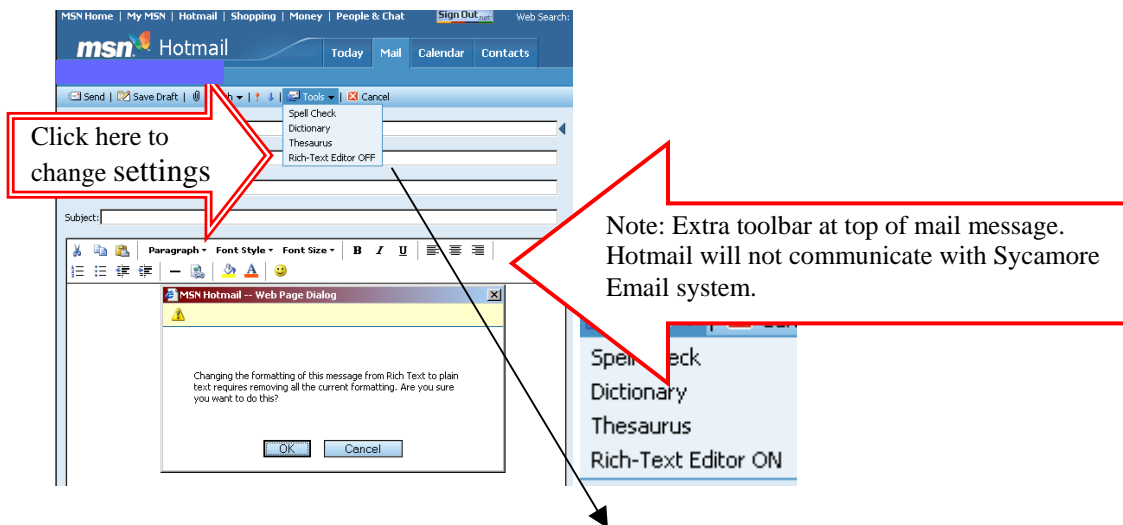 MSN Home | My MSN | Hotmail | Shopping | Money | People & Chat Sign Out .net Web Search:
msn Hotmail Today Mail Calendar Contacts
Send | Save Draft | Tools | Cancel
Spell Check
Dictionary
Thesaurus
Rich-Text Editor OFF
Click here to
change settings
Subject:
Note: Extra toolbar at top of mail message.
Hotmail will not communicate with Sycamore
Email system.
Paragraph Font Style Font Size B I U
A
MSN Hotmail -- Web Page Dialog
Changing the formatting of this message from Rich Text to plain
text requires removing all the current formatting. Are you sure
you want to do this?
OK Cancel
Dictionary
Thesaurus
Rich-Text Editor ON